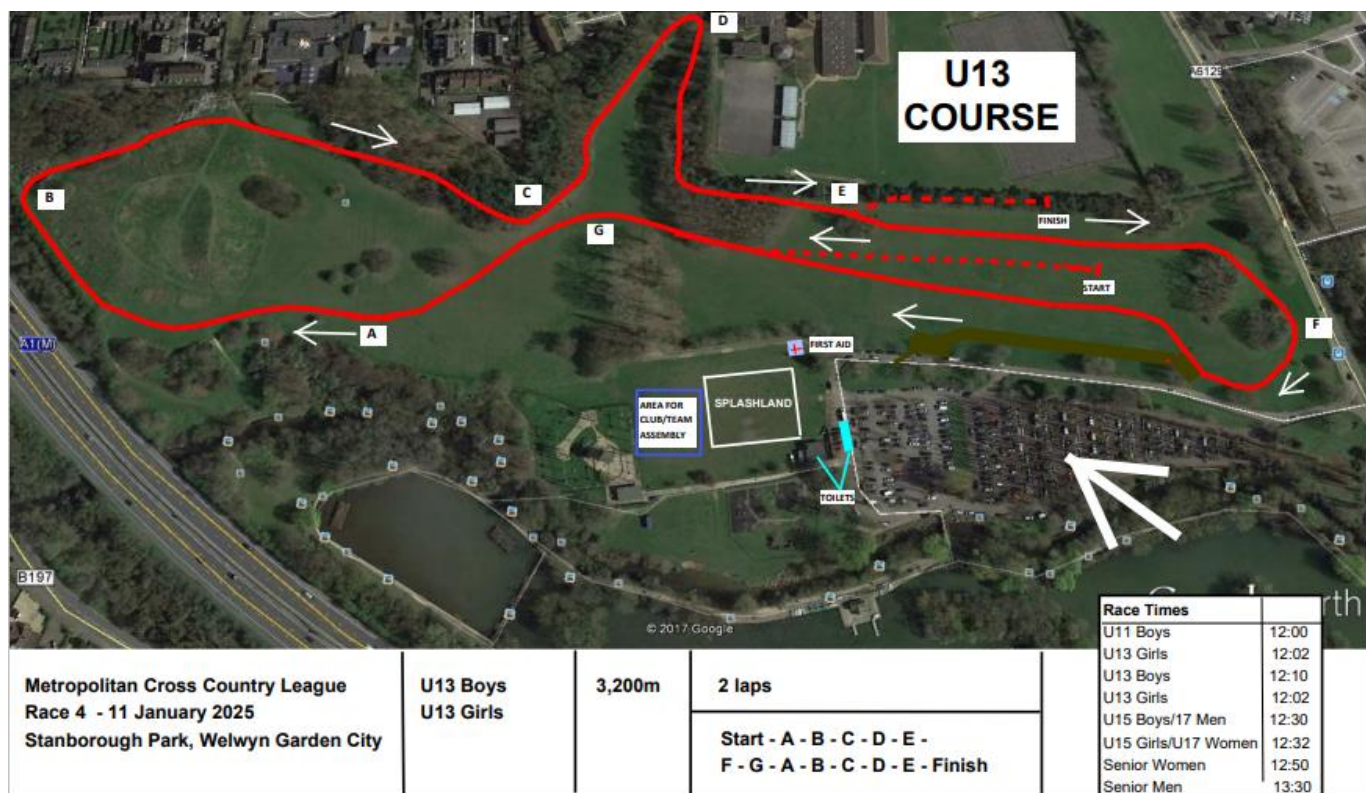 D
U13
COURSE
A6129
B
C
E
FINISH
G
START
F
A
A1(M)
FIRST AID
AREA FOR
CLUB/TEAM
ASSEMBLY
SPLASHLAND
TOILETS
B197
© 2017 Google
rth
Race Times
U11 Boys 12:00
U13 Girls 12:02
U13 Boys 12:10
U13 Girls 12:02
U15 Boys/17 Men 12:30
U15 Girls/U17 Women 12:32
Senior Women 12:50
Senior Men 13:30
Metropolitan Cross Country League
Race 4 - 11 January 2025
Stanborough Park, Welwyn Garden City
U13 Boys
U13 Girls
3,200m
2 laps
Start - A - B - C - D - E -
F - G - A - B - C - D - E - Finish